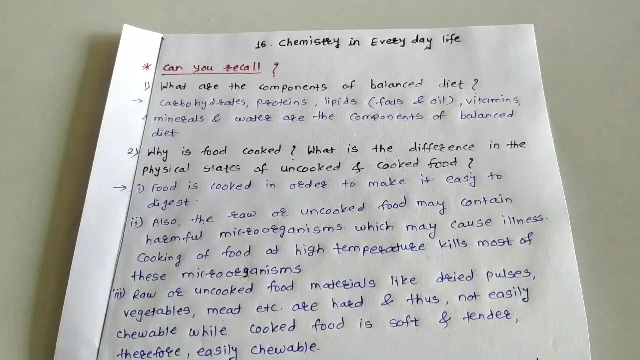 16. Chemistry in Every day life
* Can you recall ?
1) What are the components of balanced diet ?
→ Carbohydrates, proteins, lipids (fats & oil), vitamins,
minerals & water are the components of balanced
diet
2) Why is food cooked ? What is the difference in the
physical states of uncooked & cooked food ?
→ i) Food is cooked in order to make it easy to
digest.
ii) Also, the raw or uncooked food may contain
harmful microorganisms which may cause illness.
Cooking of food at high temperature kills most of
these microorganisms
iii) Raw or uncooked food materials like dried pulses,
vegetables, meat etc. are hard & thus, not easily
chewable while cooked food is soft & tender,
therefore, easily chewable.